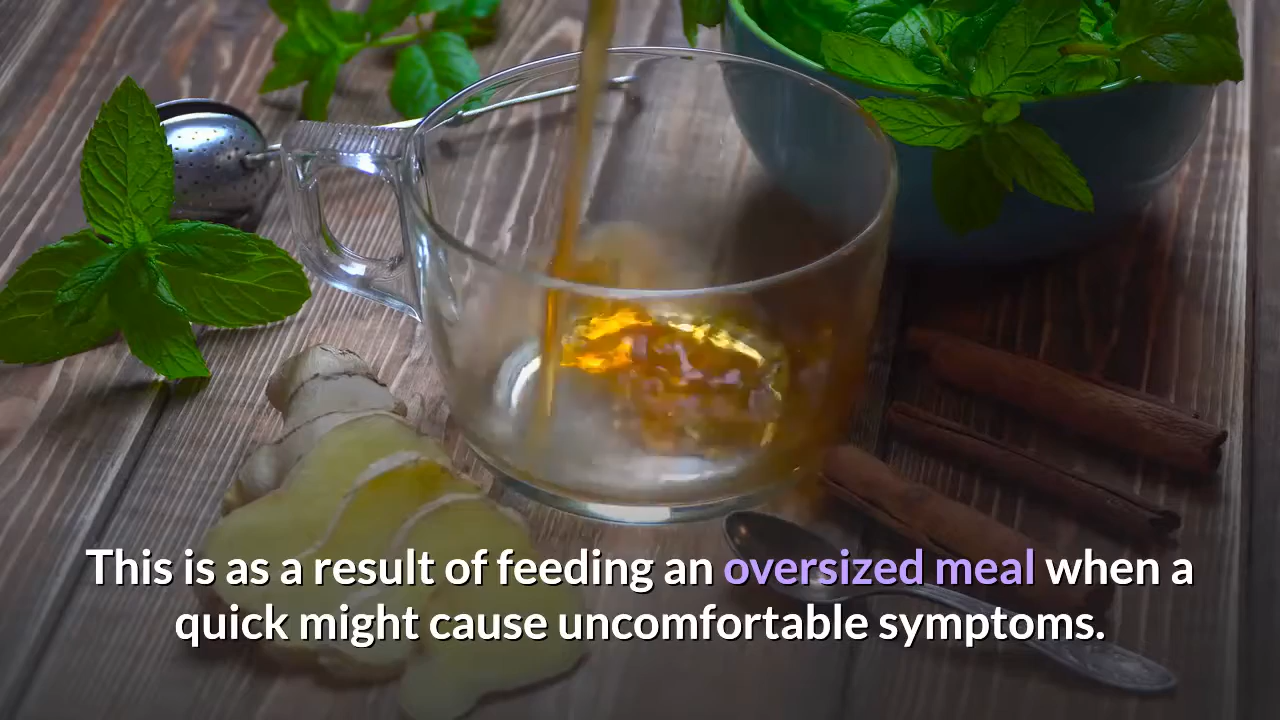 This is as a result of feeding an oversized meal when a
quick might cause uncomfortable symptoms.